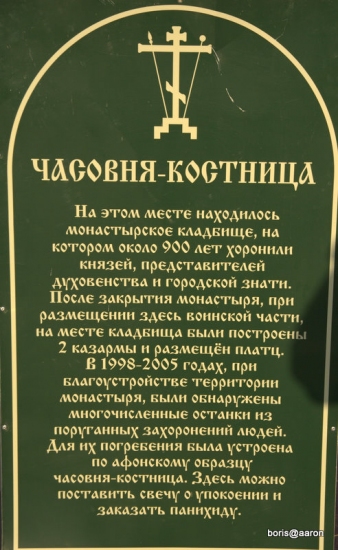 ЧАСОВНЯ-КОСТНИЦА
На этом месте находилось
монастырское кладбище, на
котором около 900 лет хоронили
князей, представителей
духовенства и городской знати.
После закрытия монастыря, при
размещении здесь воинской части,
на месте кладбища были построены
2 казармы и размещён платц.
В 1998-2005 годах, при
благоустройстве территории
монастыря, были обнаружены
многочисленные останки из
поруганных захоронений людей.
Для их погребения была устроена
по афонскому образцу
часовня-костница. Здесь можно
поставить свечу о упокоении и
заказать панихиду.
boris@aaron